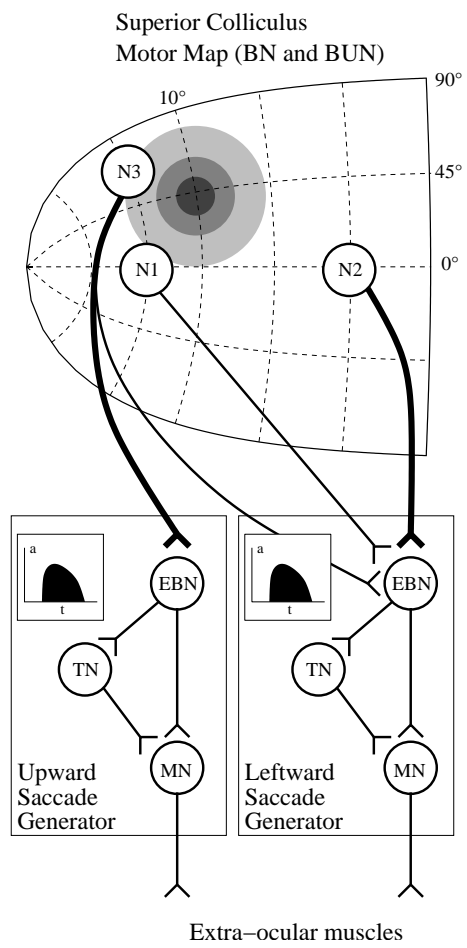 Superior Colliculus
Motor Map (BN and BUN)
90°
10°
N3
45°
N1
N2
0°
a
t
EBN
TN
MN
Upward
Saccade
Generator
a
t
EBN
TN
MN
Leftward
Saccade
Generator
Extra−ocular muscles